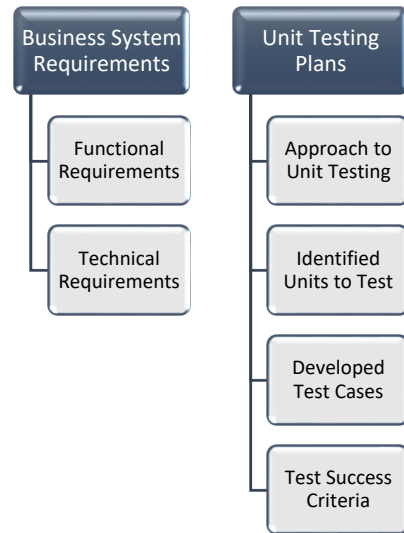 Business System
Requirements
Functional
Requirements
Technical
Requirements
Unit Testing
Plans
Approach to
Unit Testing
Identified
Units to Test
Developed
Test Cases
Test Success
Criteria